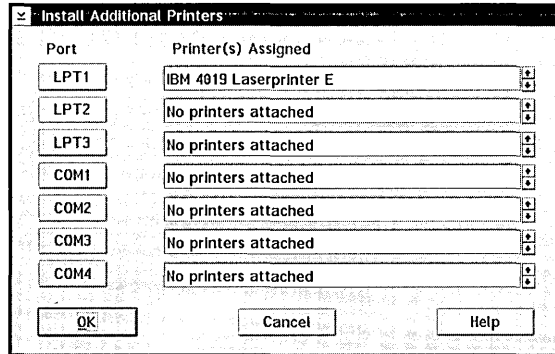 Install Additional Printers
Port Printer(s) Assigned
LPT1 IBM 4019 Laserprinter E
LPT2 No printers attached
LPT3 No printers attached
COM1 No printers attached
COM2 No printers attached
COM3 No printers attached
COM4 No printers attached
OK Cancel Help